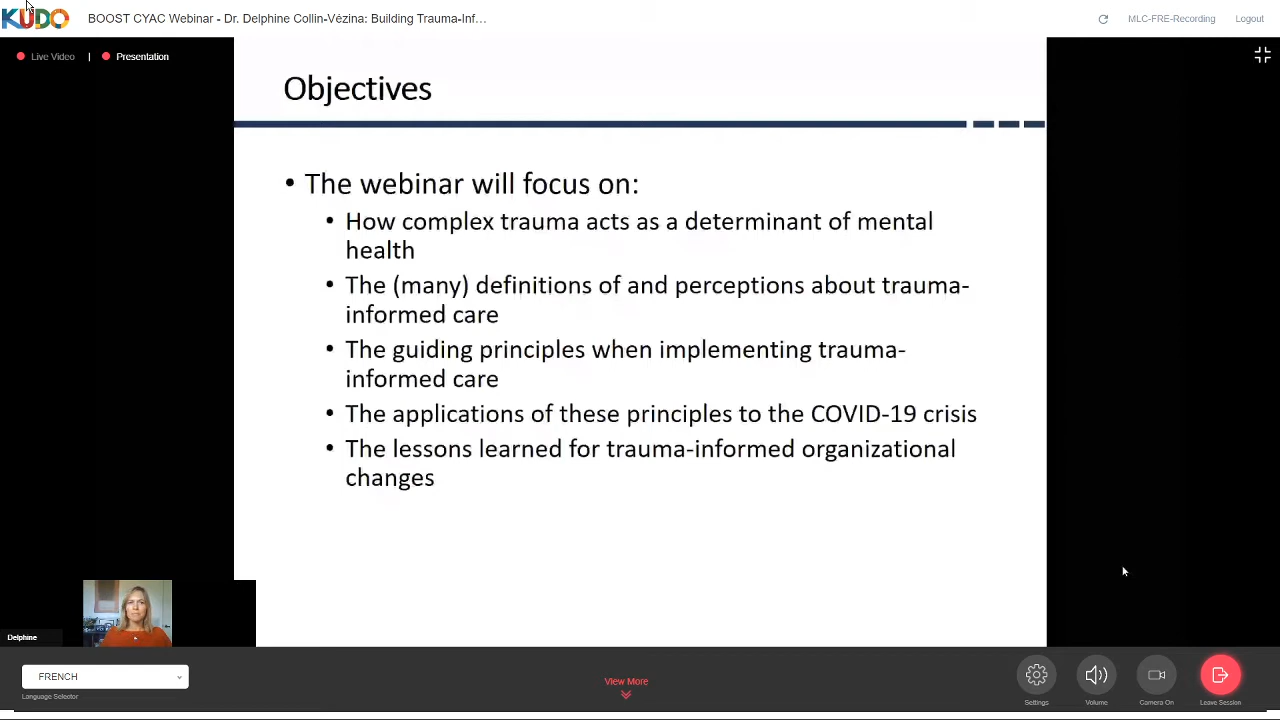 KUDO
BOOST CYAC Webinar - Dr. Delphine Collin-Vézina: Building Trauma-Inf...
MLC-FRE-Recording
Logout
Live Video
|
Presentation
Objectives
• The webinar will focus on:
• How complex trauma acts as a determinant of mental
health
• The (many) definitions of and perceptions about trauma-
informed care
• The guiding principles when implementing trauma-
informed care
• The applications of these principles to the COVID-19 crisis
• The lessons learned for trauma-informed organizational
changes
Delphine
FRENCH
Language Selector
View More
Settings
Volume
Camera On
Leave Session